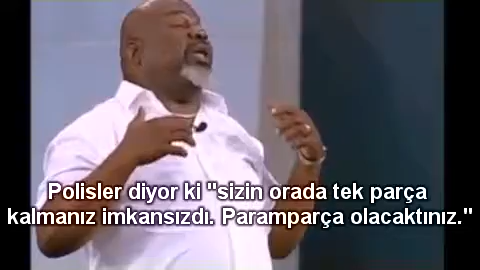 Polisler diyor ki "sizin orada tek parça
kalmanız imkansızdı. Paramparça olacaktınız."